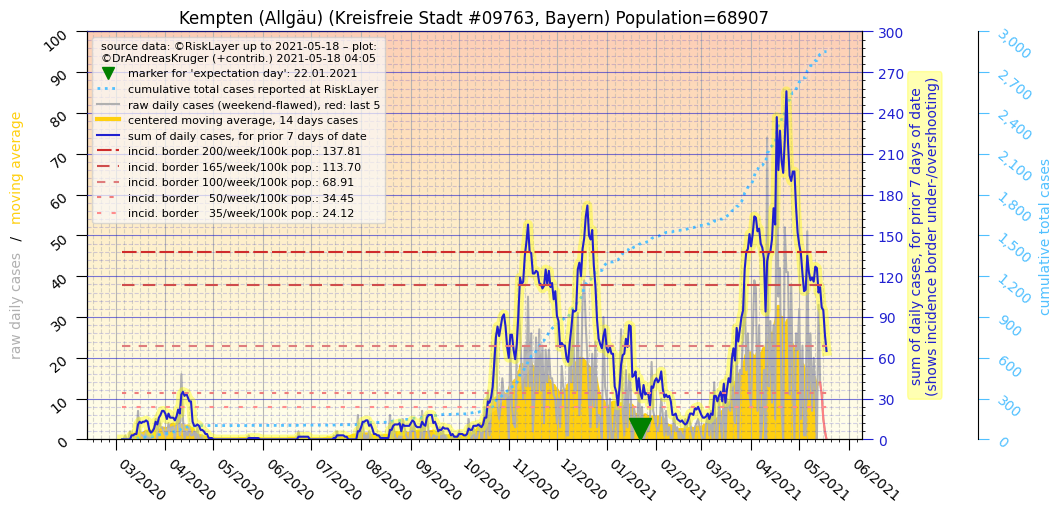 Kempten (Allgäu) (Kreisfreie Stadt #09763, Bayern) Population=68907
source data: ©RiskLayer up to 2021-05-18 – plot:
©DrAndreasKruger (+contrib.) 2021-05-18 04:05
marker for 'expectation day': 22.01.2021
cumulative total cases reported at RiskLayer
raw daily cases (weekend-flawed), red: last 5
centered moving average, 14 days cases
sum of daily cases, for prior 7 days of date
incid. border 200/week/100k pop.: 137.81
incid. border 165/week/100k pop.: 113.70
incid. border 100/week/100k pop.: 68.91
incid. border   50/week/100k pop.: 34.45
incid. border   35/week/100k pop.: 24.12
raw daily cases / moving average
100
90
80
70
60
50
40
30
20
10
0
03/2020
04/2020
05/2020
06/2020
07/2020
08/2020
09/2020
10/2020
11/2020
12/2020
01/2021
02/2021
03/2021
04/2021
05/2021
06/2021
300
270
240
210
180
150
120
90
60
30
0
sum of daily cases, for prior 7 days of date
(shows incidence border under-/overshooting)
3,000
2,700
2,400
2,100
1,800
1,500
1,200
900
600
300
0
cumulative total cases